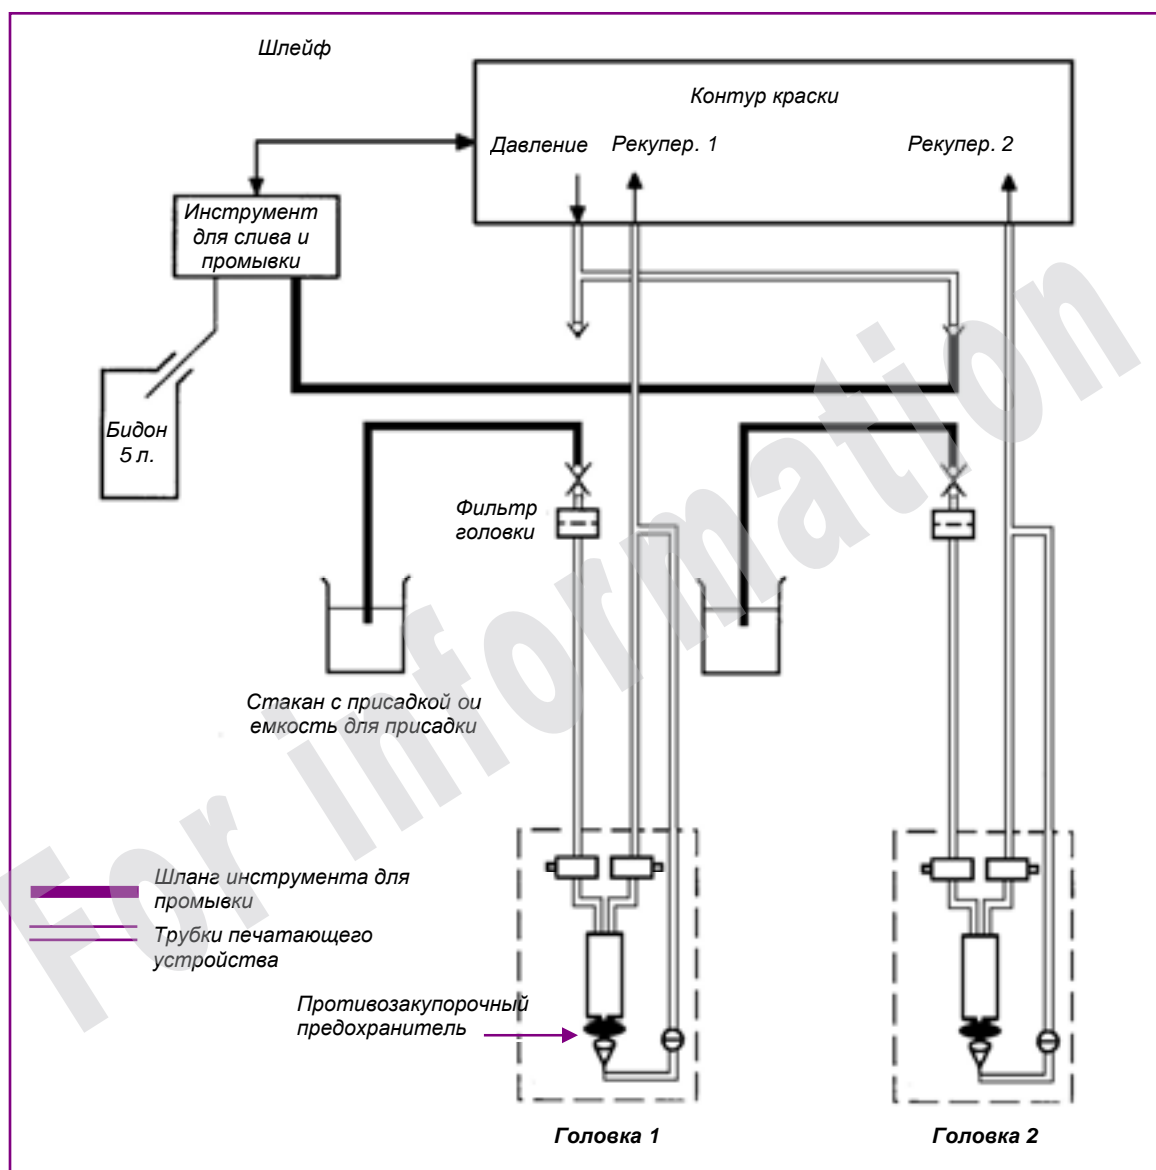 Шлейф
Контур краски
Давление
Рекупер. 1
Рекупер. 2
Инструмент
для слива и
промывки
Бидон
5 л.
Фильтр
головки
Стакан с присадкой ои
емкость для присадки
Шланг инструмента для
промывки
Трубки печатающего
устройства
Противозакупорочный
предохранитель
Головка 1
Головка 2
For information